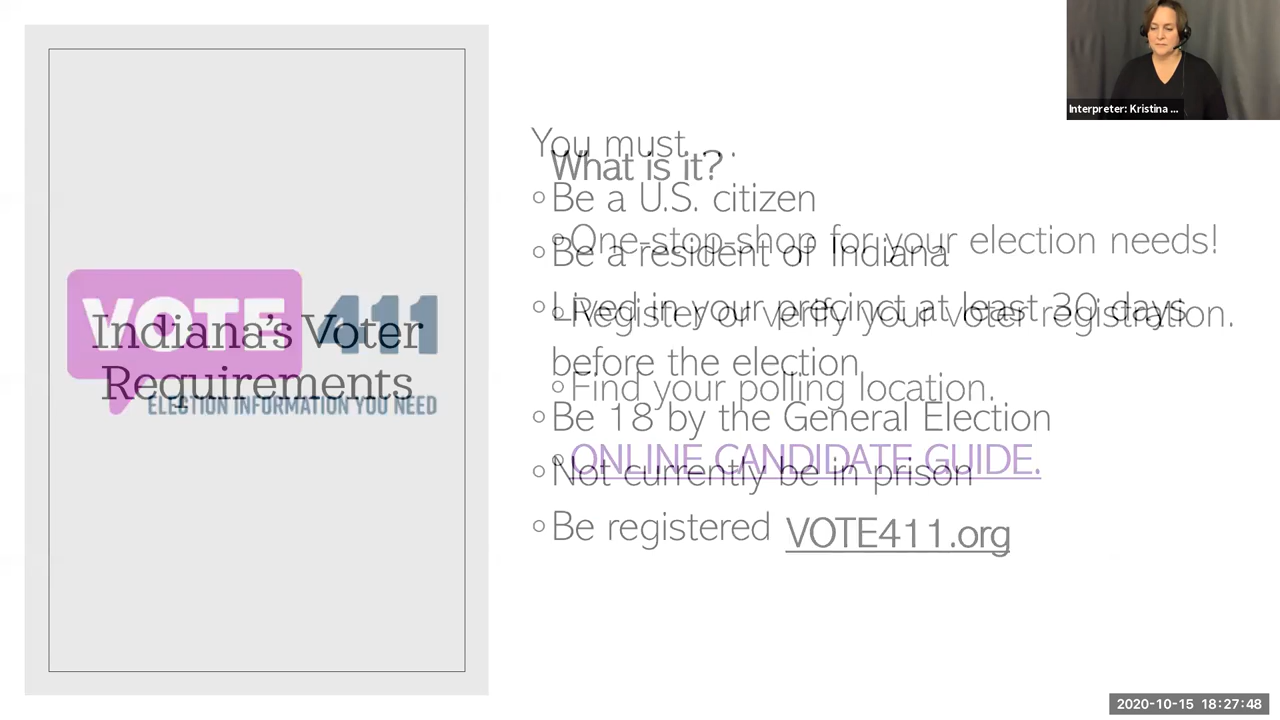 Interpreter: Kristina ...
VOTE 411
ELECTION INFORMATION YOU NEED
Indiana's Voter
Requirements
You must. . .
Be a U.S. citizen
Be a resident of Indiana
Lived in your precinct at least 30 days
before the election
Be 18 by the General Election
Not currently be in prison
Be registered
What is it?
One-stop-shop for your election needs!
Register or verify your voter registration.
Find your polling location.
ONLINE CANDIDATE GUIDE.
VOTE411.org
2020-10-15 18:27:48